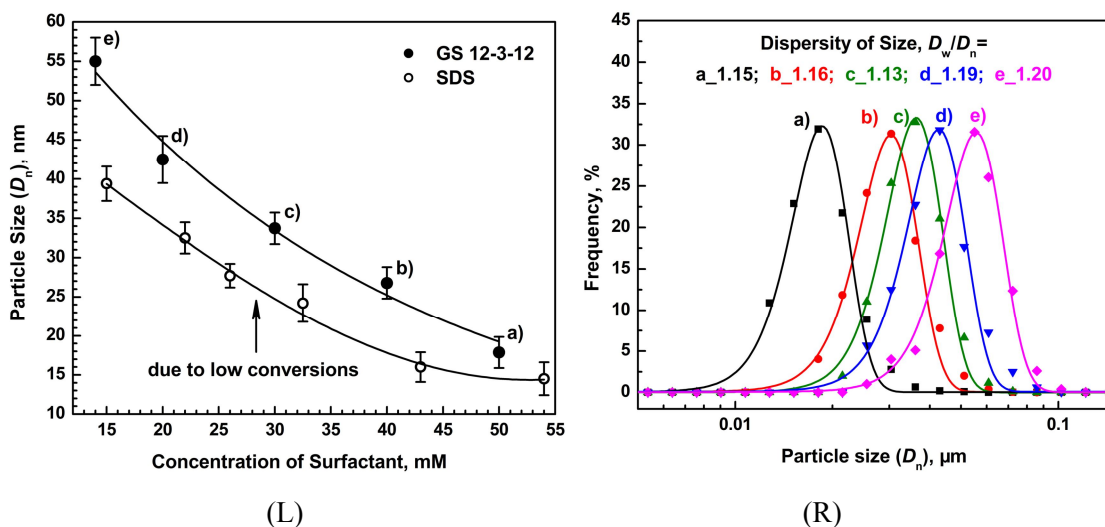 60
55
50
45
40
35
30
25
20
15
10
Particle Size (Dn), nm
e)
d)
c)
b)
a)
GS 12-3-12
SDS
due to low conversions
10 15 20 25 30 35 40 45 50 55
Concentration of Surfactant, mM
(L)
45
40
35
30
25
20
15
10
5
0
Frequency, %
Dispersity of Size, Dw/Dn=
a_1.15; b_1.16; c_1.13; d_1.19; e_1.20
a) b) c) d) e)
0.01 0.1
Particle size (Dn), µm
(R)